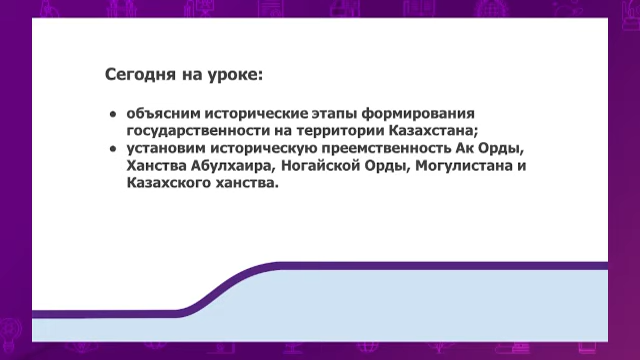 Сегодня на уроке:
● объясним исторические этапы формирования
государственности на территории Казахстана;
● установим историческую преемственность Ак Орды,
Ханства Абулхаира, Ногайской Орды, Могулистана и
Казахского ханства.